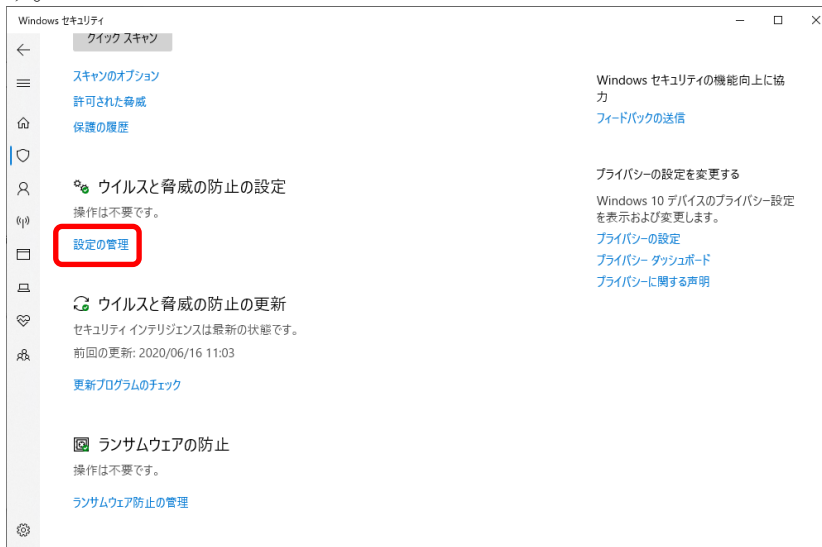 Windows セキュリティ
クイック スキャン
スキャンのオプション
許可された脅威
保護の履歴
ウイルスと脅威の防止の設定
操作は不要です。
設定の管理
ウイルスと脅威の防止の更新
セキュリティ インテリジェンスは最新の状態です。
前回の更新: 2020/06/16 11:03
更新プログラムのチェック
ランサムウェアの防止
操作は不要です。
ランサムウェア防止の管理
Windows セキュリティの機能向上に協
力
フィードバックの送信
プライバシーの設定を変更する
Windows 10 デバイスのプライバシー設定
を表示および変更します。
プライバシーの設定
プライバシー ダッシュボード
プライバシーに関する声明